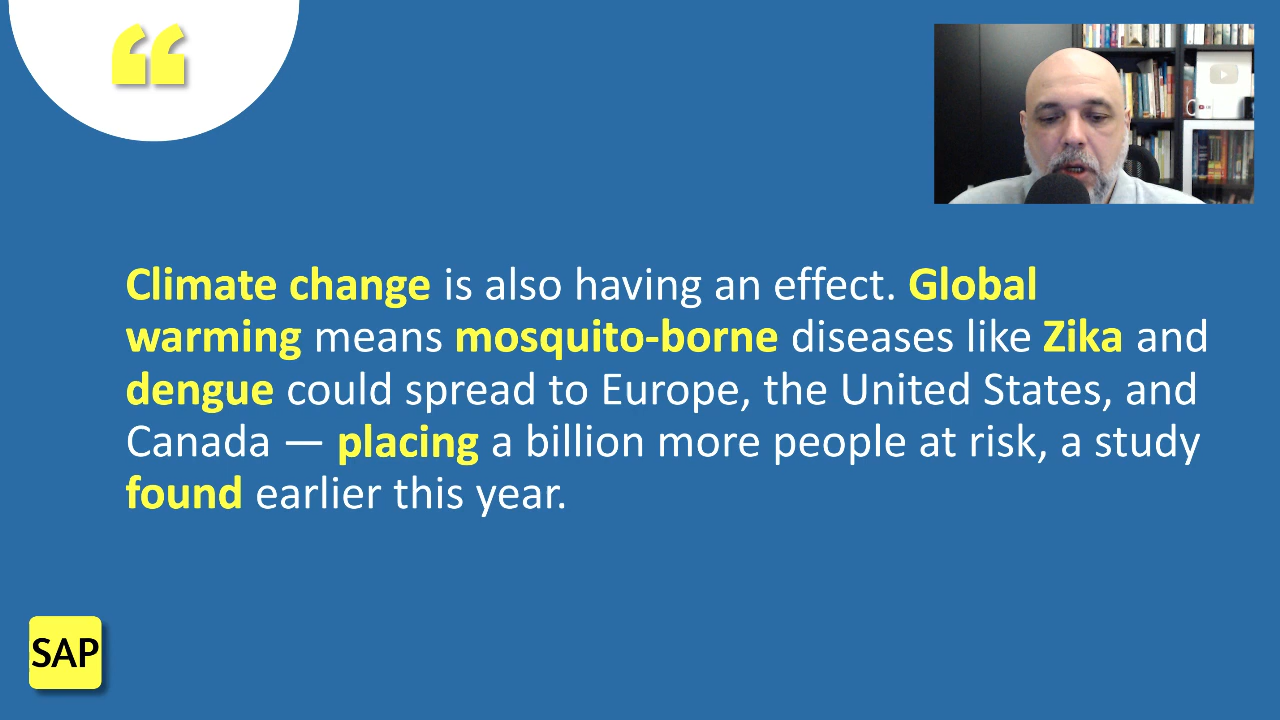 Climate change is also having an effect. Global
warming means mosquito-borne diseases like Zika and
dengue could spread to Europe, the United States, and
Canada — placing a billion more people at risk, a study
found earlier this year.
SAP